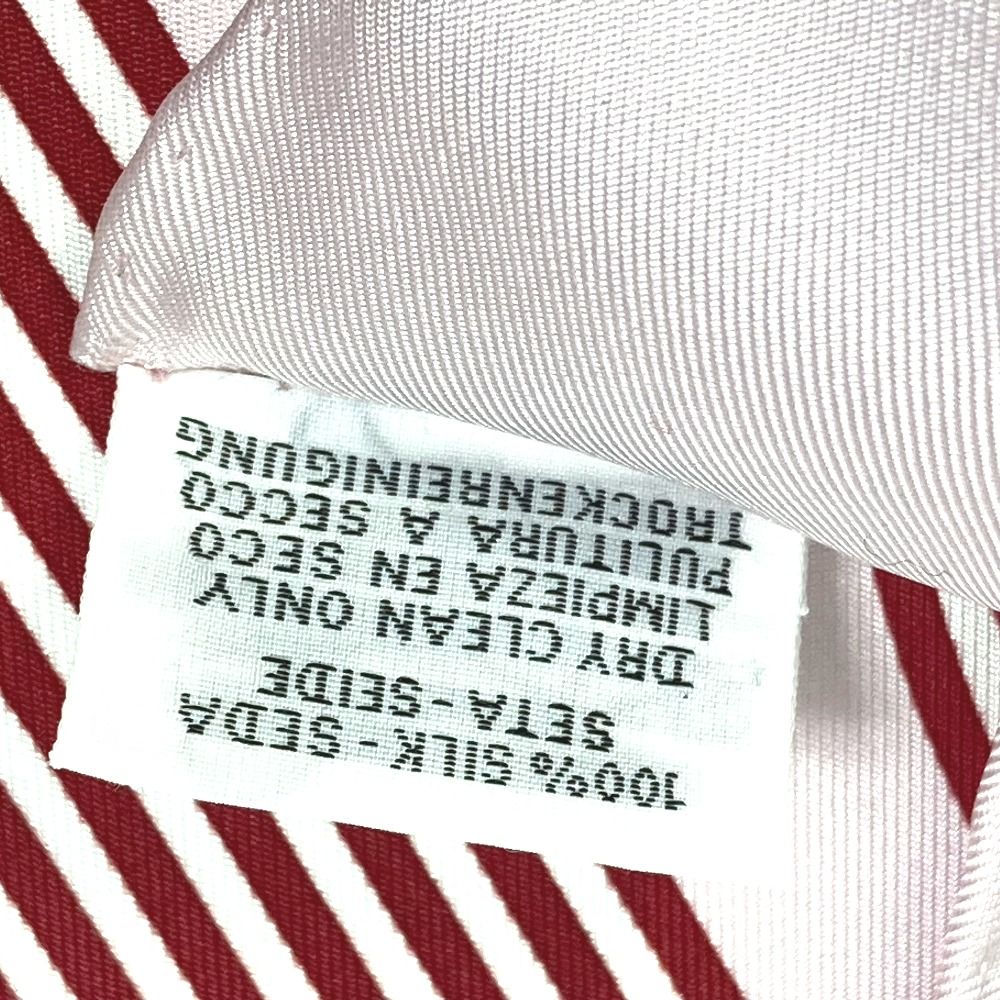 100% SILK - SEDA
SETA - SEIDE
DRY CLEAN ONLY
LIMPIEZA EN SECO
PULITURA A SECCO
TROCKENREINIGUNG